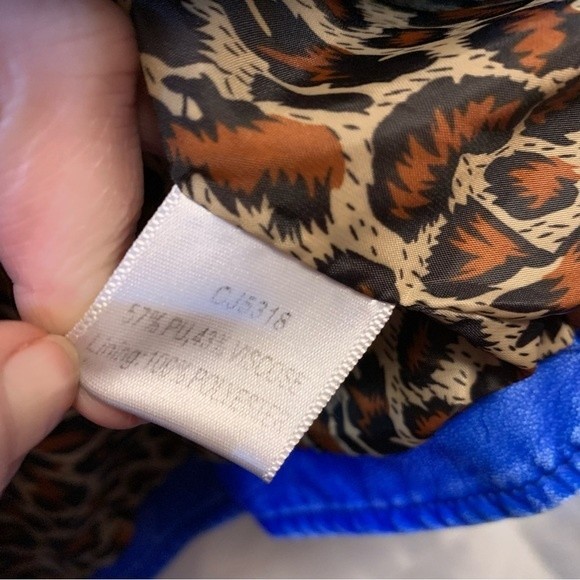 CJ5318
57% PU,43% VISCOSE
Lining:100% POLYESTER